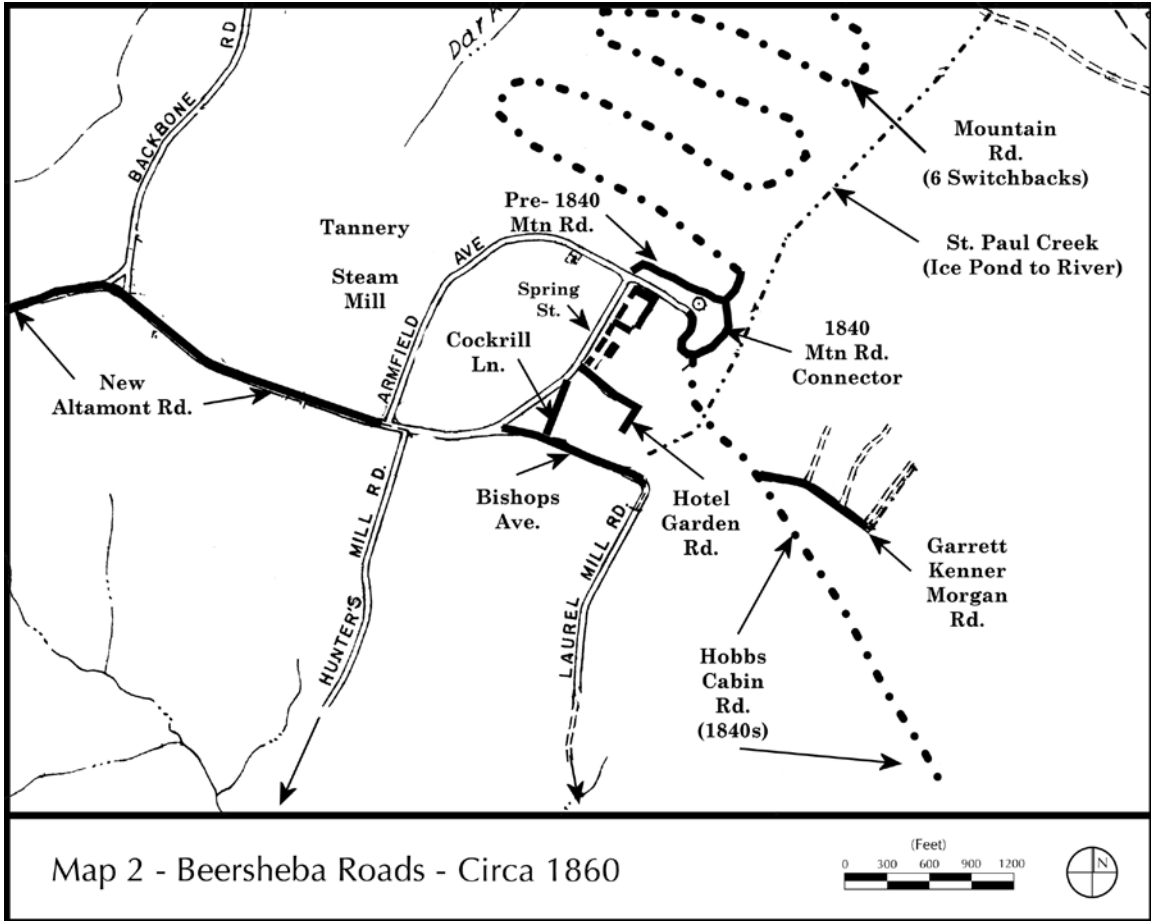 BACKBONE RD
Dark
Mountain
Rd.
(6 Switchbacks)
Pre- 1840
Mtn Rd.
Tannery
Steam
Mill
ARMFIELD AVE
Spring
St.
St. Paul Creek
(Ice Pond to River)
Cockrill
Ln.
1840
Mtn Rd.
Connector
New
Altamont Rd.
Bishops
Ave.
Hotel
Garden
Rd.
HUNTER'S MILL RD.
LAUREL MILL RD.
Garrett
Kenner
Morgan
Rd.
Hobbs
Cabin
Rd.
(1840s)
Map 2 - Beersheba Roads - Circa 1860
(Feet)
0 300 600 900 1200
N